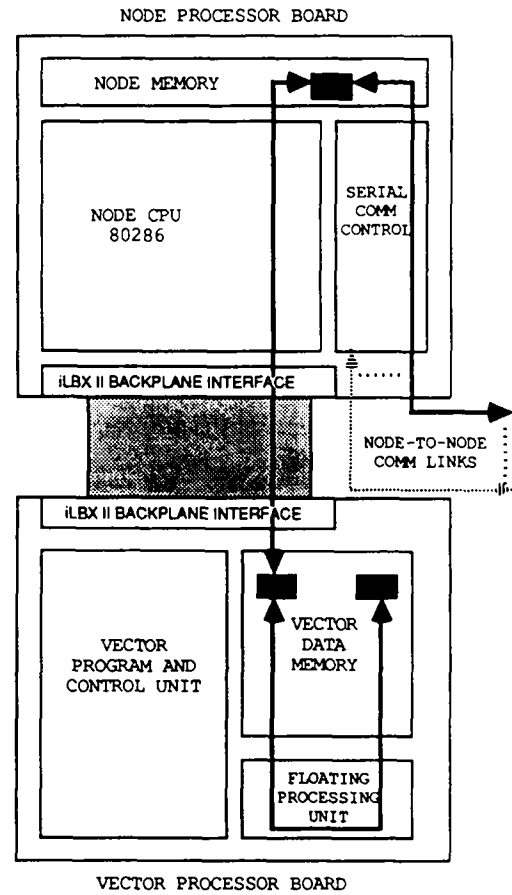 NODE PROCESSOR BOARD
NODE MEMORY
NODE CPU
80286
SERIAL
COMM
CONTROL
iLBX II BACKPLANE INTERFACE
NODE-TO-NODE
COMM LINKS
iLBX II BACKPLANE INTERFACE
VECTOR
PROGRAM AND
CONTROL UNIT
VECTOR
DATA
MEMORY
FLOATING
PROCESSING
UNIT
VECTOR PROCESSOR BOARD